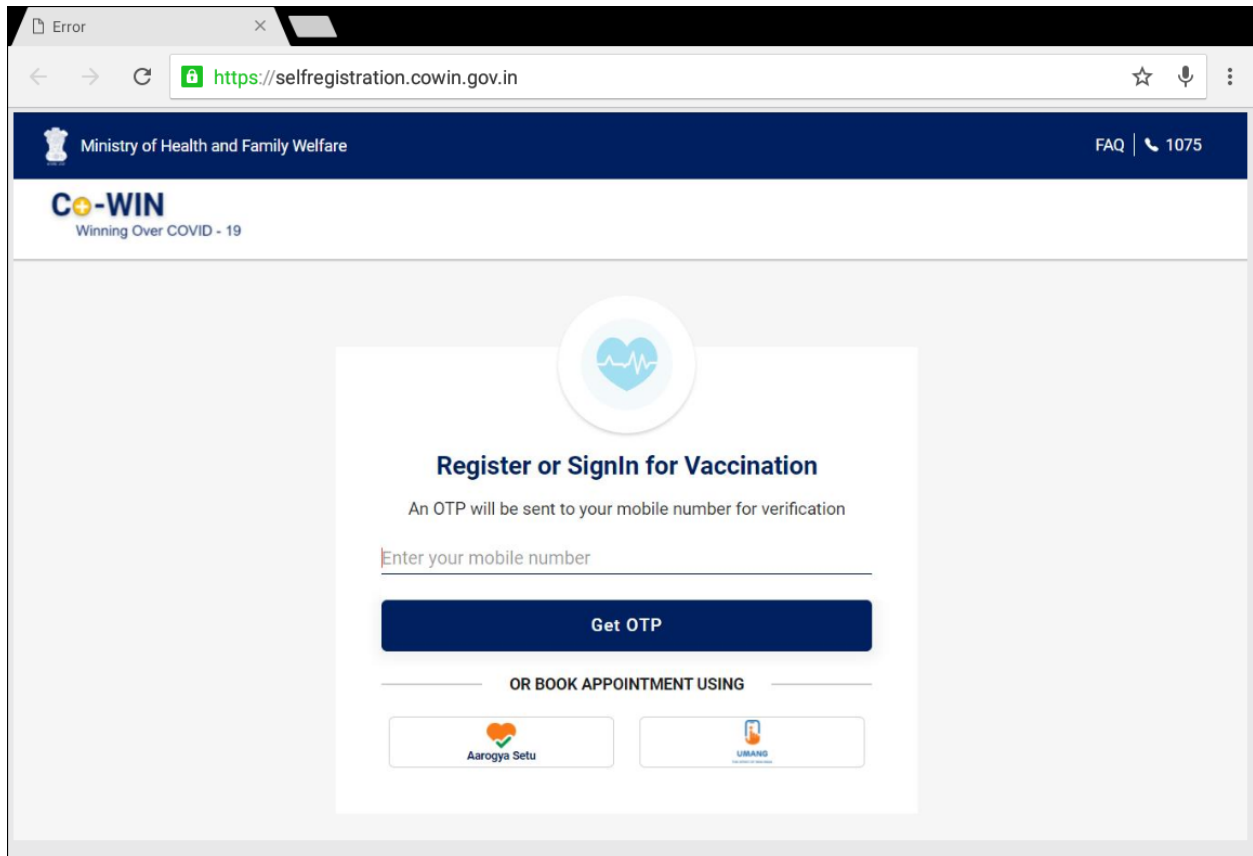 Error
https://selfregistration.cowin.gov.in
Ministry of Health and Family Welfare
FAQ
1075
Co-WIN
Winning Over COVID - 19
Register or SignIn for Vaccination
An OTP will be sent to your mobile number for verification
Enter your mobile number
Get OTP
OR BOOK APPOINTMENT USING
Aarogya Setu
UMANG